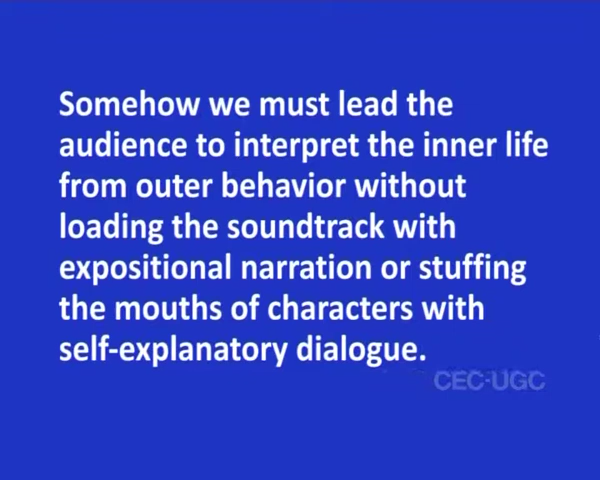 Somehow we must lead the
audience to interpret the inner life
from outer behavior without
loading the soundtrack with
expositional narration or stuffing
the mouths of characters with
self-explanatory dialogue.
CEC-UGC